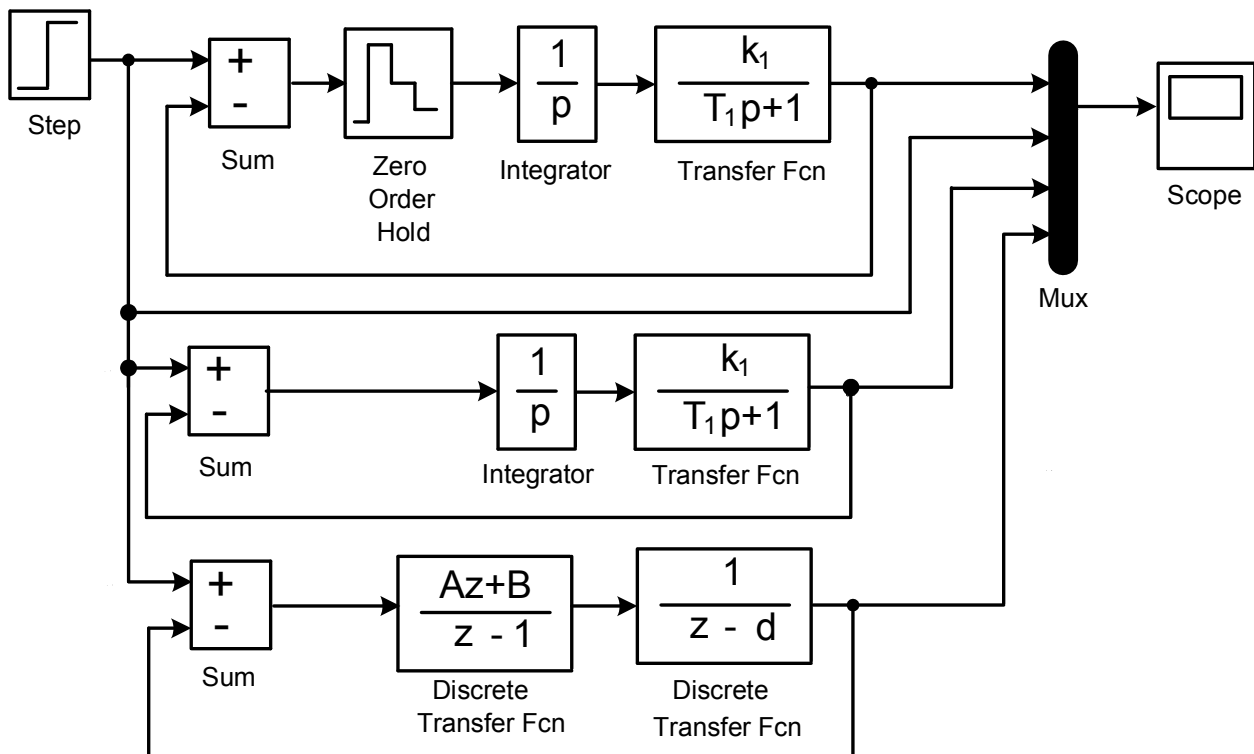 Step
+
-
Sum
Zero
Order
Hold
1
p
Integrator
k₁
T₁p+1
Transfer Fcn
Mux
Scope
+
-
Sum
1
p
Integrator
k₁
T₁p+1
Transfer Fcn
+
-
Sum
Az+B
z - 1
Discrete
Transfer Fcn
1
z - d
Discrete
Transfer Fcn